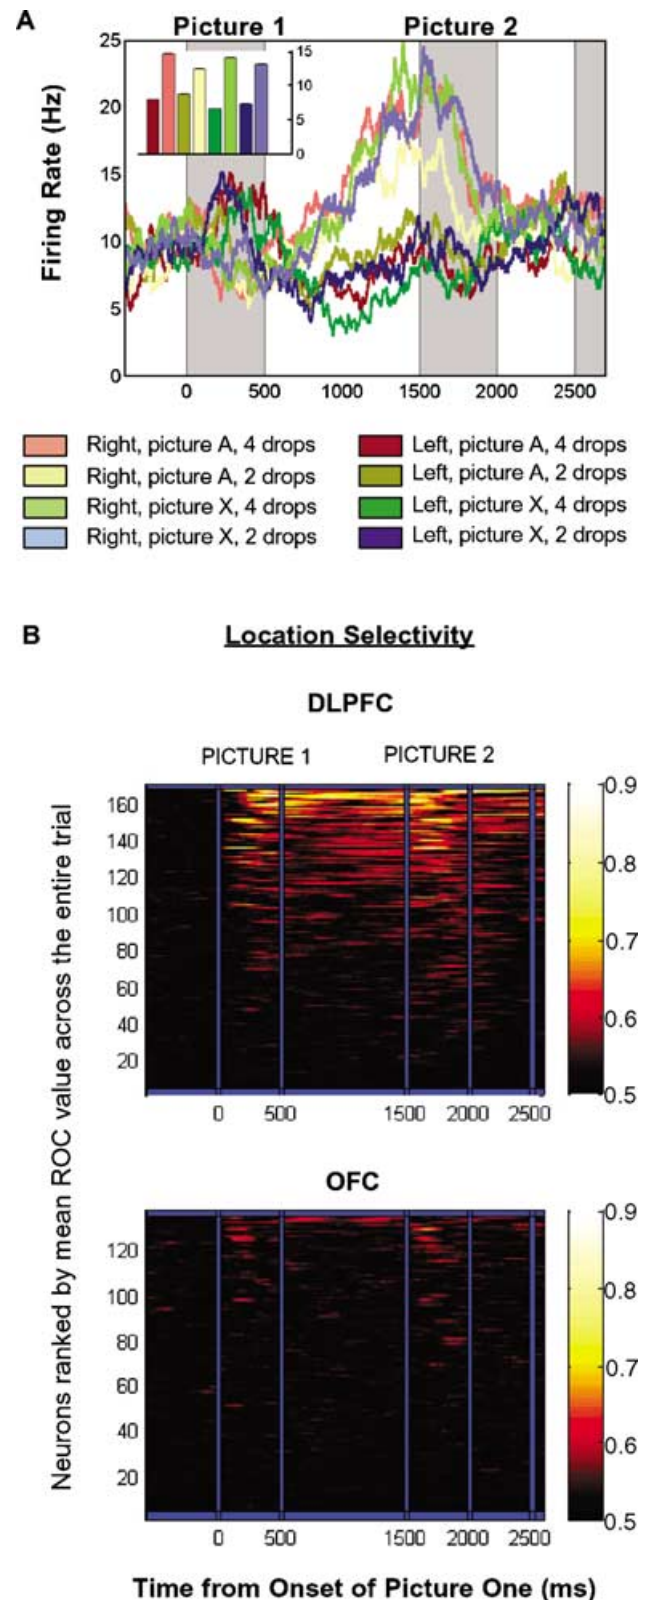 A
Picture 1 Picture 2
Firing Rate (Hz)
25
20
15
10
5
0
15
10
5
0
0 500 1000 1500 2000 2500
Right, picture A, 4 drops
Left, picture A, 4 drops
Right, picture A, 2 drops
Left, picture A, 2 drops
Right, picture X, 4 drops
Left, picture X, 4 drops
Right, picture X, 2 drops
Left, picture X, 2 drops
B
Location Selectivity
Neurons ranked by mean ROC value across the entire trial
DLPFC
PICTURE 1 PICTURE 2
160
140
120
100
80
60
40
20
0.9
0.8
0.7
0.6
0.5
0 500 1500 2000 2500
OFC
120
100
80
60
40
20
0.9
0.8
0.7
0.6
0.5
0 500 1500 2000 2500
Time from Onset of Picture One (ms)